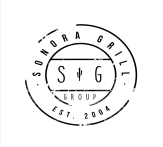 · SONORA GRILL ·
S G
GROUP
EST. 2004